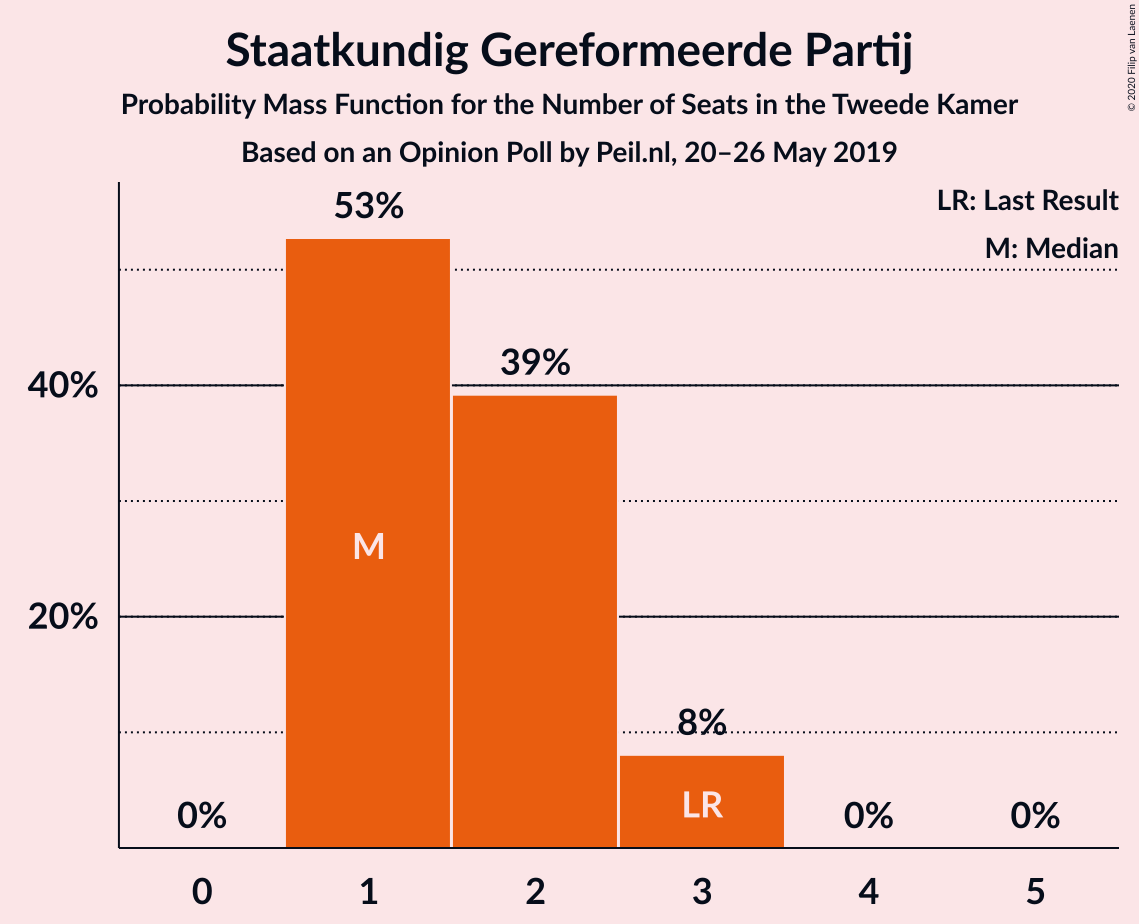 Staatkundig Gereformeerde Partij
Probability Mass Function for the Number of Seats in the Tweede Kamer
Based on an Opinion Poll by Peil.nl, 20–26 May 2019
© 2020 Filip van Laenen
LR: Last Result
M: Median
53%
39%
40%
M
20%
8%
LR
0%
0%
0%
0
1
2
3
4
5